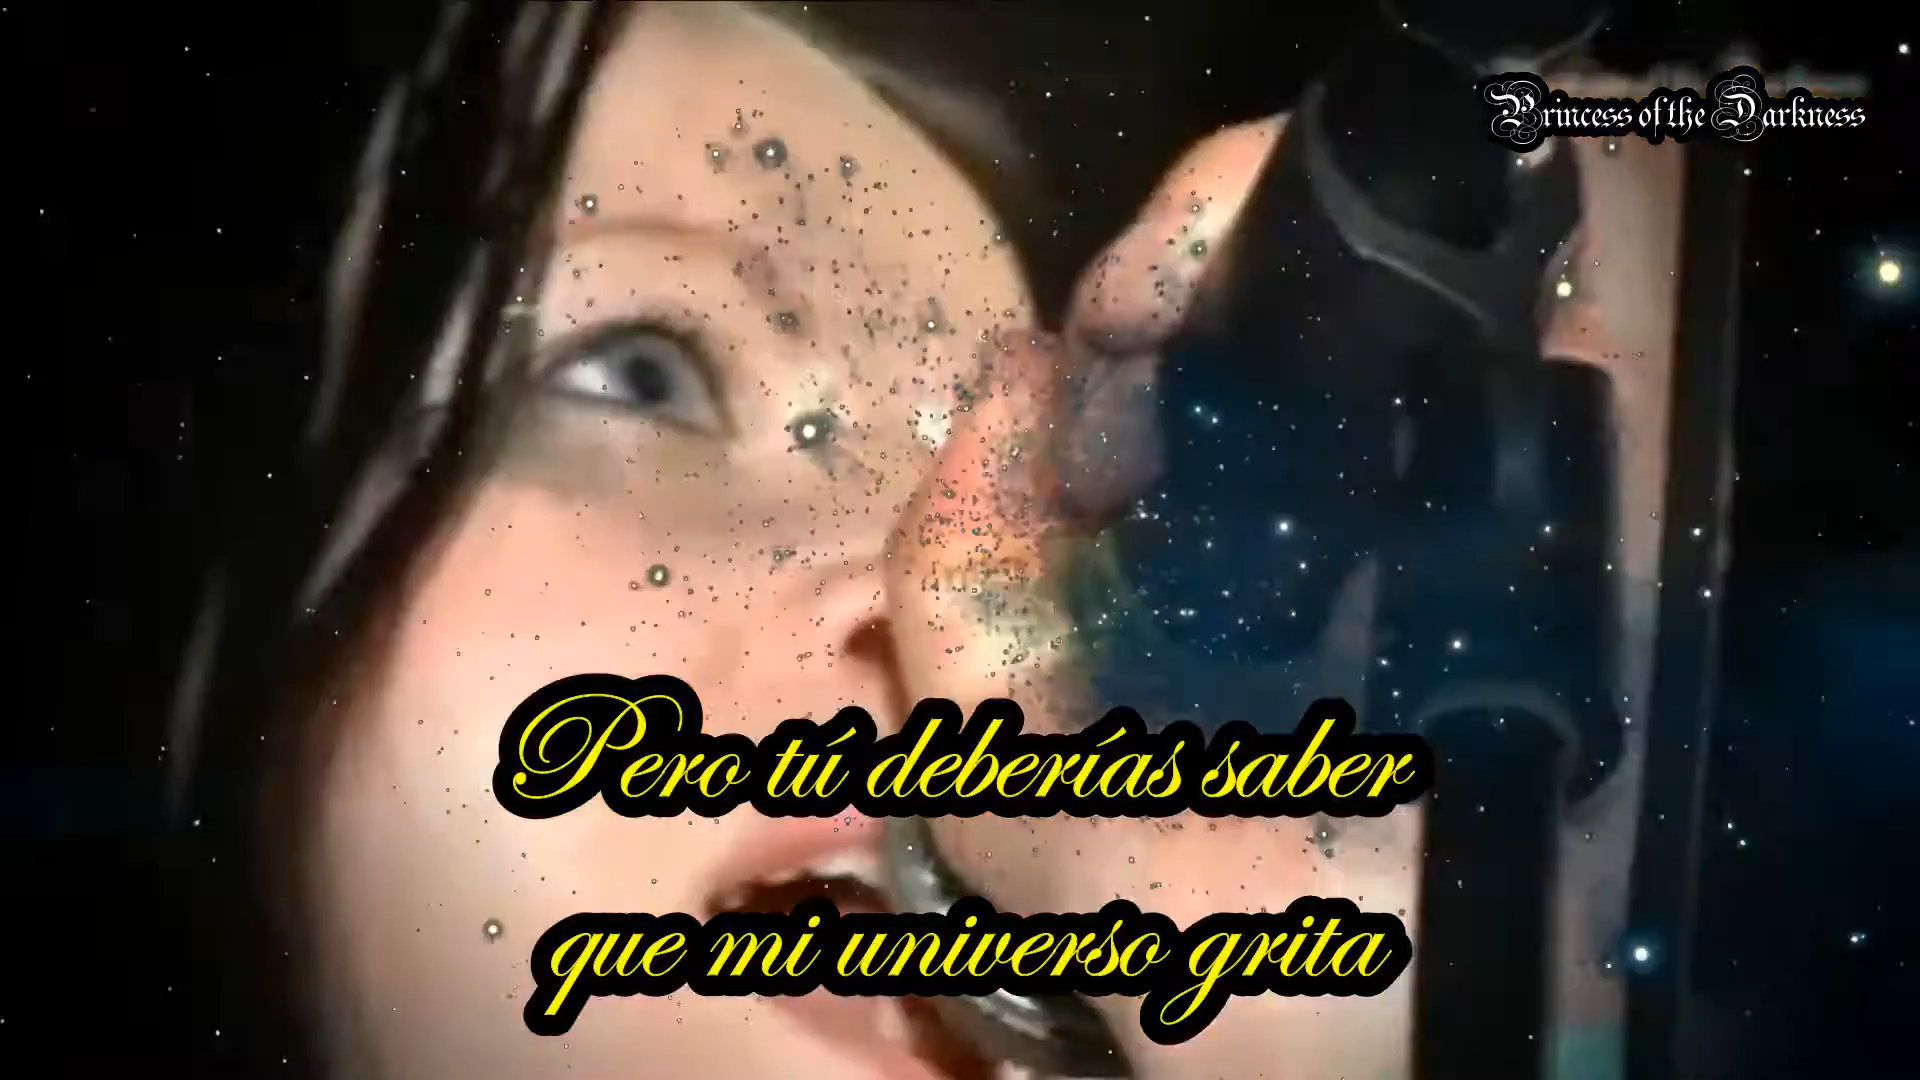 Princess of the Darkness
Pero tú deberías saber
que mi universo grita